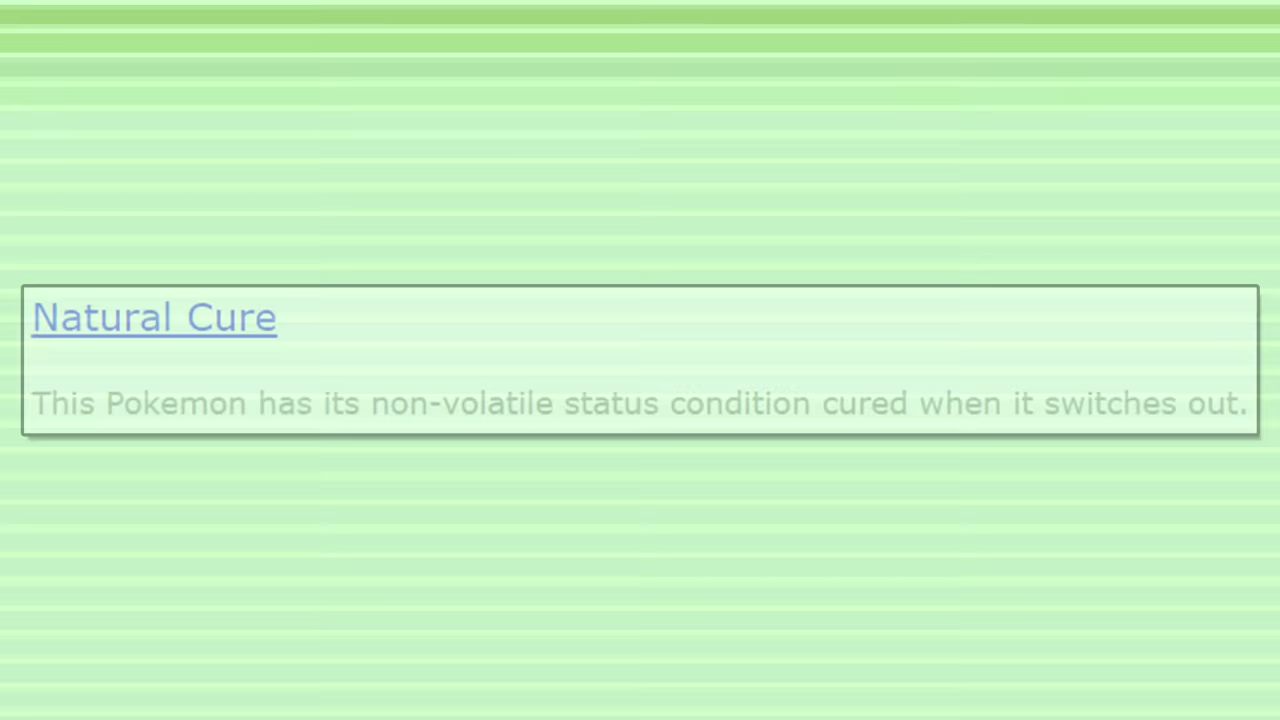 Natural Cure
This Pokemon has its non-volatile status condition cured when it switches out.